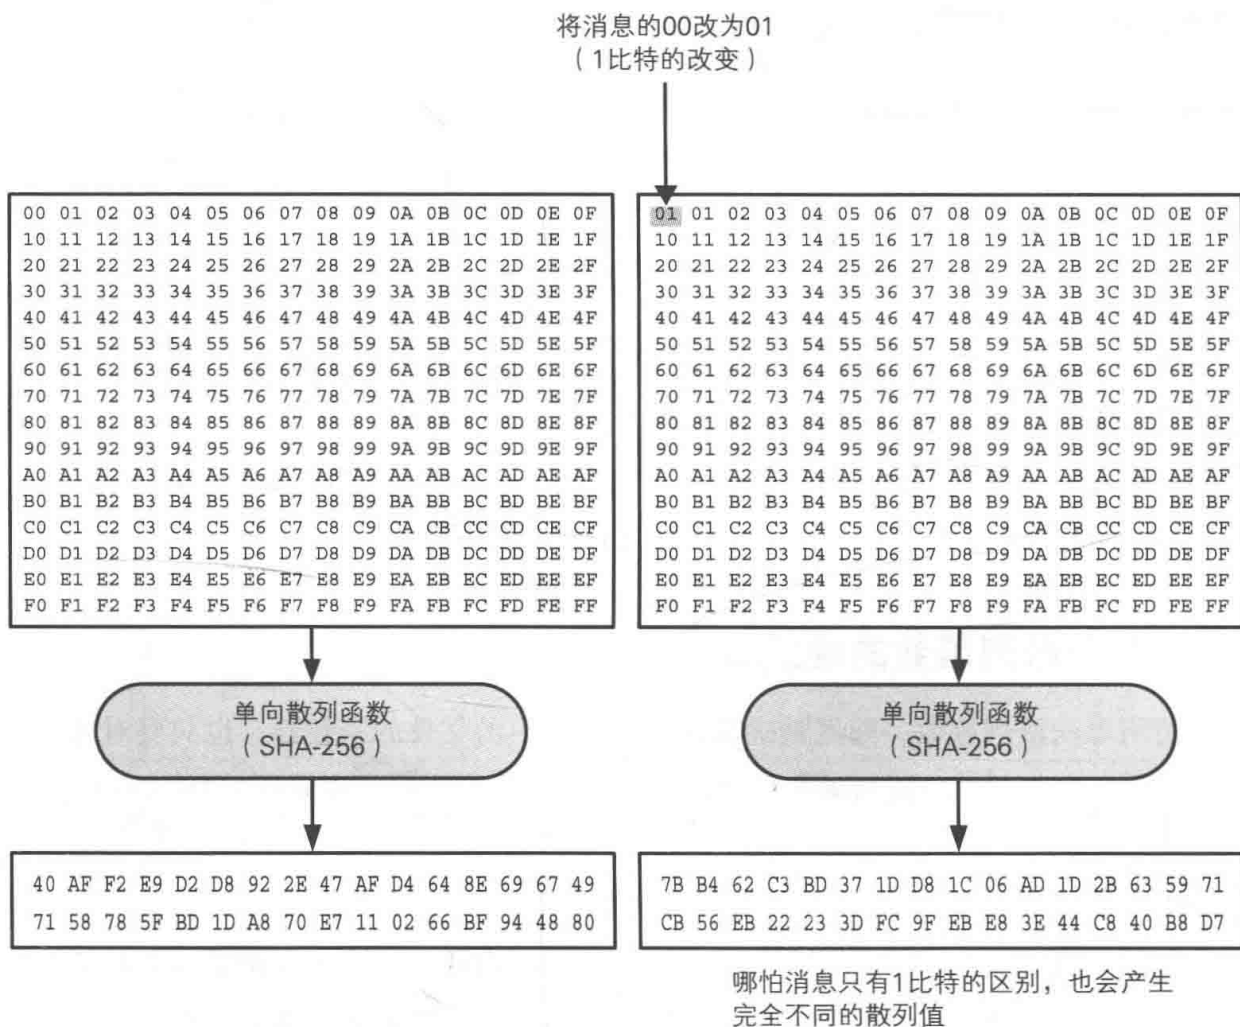 将消息的00改为01
（1比特的改变）
00 01 02 03 04 05 06 07 08 09 0A 0B 0C 0D 0E 0F
10 11 12 13 14 15 16 17 18 19 1A 1B 1C 1D 1E 1F
20 21 22 23 24 25 26 27 28 29 2A 2B 2C 2D 2E 2F
30 31 32 33 34 35 36 37 38 39 3A 3B 3C 3D 3E 3F
40 41 42 43 44 45 46 47 48 49 4A 4B 4C 4D 4E 4F
50 51 52 53 54 55 56 57 58 59 5A 5B 5C 5D 5E 5F
60 61 62 63 64 65 66 67 68 69 6A 6B 6C 6D 6E 6F
70 71 72 73 74 75 76 77 78 79 7A 7B 7C 7D 7E 7F
80 81 82 83 84 85 86 87 88 89 8A 8B 8C 8D 8E 8F
90 91 92 93 94 95 96 97 98 99 9A 9B 9C 9D 9E 9F
A0 A1 A2 A3 A4 A5 A6 A7 A8 A9 AA AB AC AD AE AF
B0 B1 B2 B3 B4 B5 B6 B7 B8 B9 BA BB BC BD BE BF
C0 C1 C2 C3 C4 C5 C6 C7 C8 C9 CA CB CC CD CE CF
D0 D1 D2 D3 D4 D5 D6 D7 D8 D9 DA DB DC DD DE DF
E0 E1 E2 E3 E4 E5 E6 E7 E8 E9 EA EB EC ED EE EF
F0 F1 F2 F3 F4 F5 F6 F7 F8 F9 FA FB FC FD FE FF
单向散列函数
（SHA-256）
40 AF F2 E9 D2 D8 92 2E 47 AF D4 64 8E 69 67 49
71 58 78 5F BD 1D A8 70 E7 11 02 66 BF 94 48 80
01 01 02 03 04 05 06 07 08 09 0A 0B 0C 0D 0E 0F
10 11 12 13 14 15 16 17 18 19 1A 1B 1C 1D 1E 1F
20 21 22 23 24 25 26 27 28 29 2A 2B 2C 2D 2E 2F
30 31 32 33 34 35 36 37 38 39 3A 3B 3C 3D 3E 3F
40 41 42 43 44 45 46 47 48 49 4A 4B 4C 4D 4E 4F
50 51 52 53 54 55 56 57 58 59 5A 5B 5C 5D 5E 5F
60 61 62 63 64 65 66 67 68 69 6A 6B 6C 6D 6E 6F
70 71 72 73 74 75 76 77 78 79 7A 7B 7C 7D 7E 7F
80 81 82 83 84 85 86 87 88 89 8A 8B 8C 8D 8E 8F
90 91 92 93 94 95 96 97 98 99 9A 9B 9C 9D 9E 9F
A0 A1 A2 A3 A4 A5 A6 A7 A8 A9 AA AB AC AD AE AF
B0 B1 B2 B3 B4 B5 B6 B7 B8 B9 BA BB BC BD BE BF
C0 C1 C2 C3 C4 C5 C6 C7 C8 C9 CA CB CC CD CE CF
D0 D1 D2 D3 D4 D5 D6 D7 D8 D9 DA DB DC DD DE DF
E0 E1 E2 E3 E4 E5 E6 E7 E8 E9 EA EB EC ED EE EF
F0 F1 F2 F3 F4 F5 F6 F7 F8 F9 FA FB FC FD FE FF
单向散列函数
（SHA-256）
7B B4 62 C3 BD 37 1D D8 1C 06 AD 1D 2B 63 59 71
CB 56 EB 22 23 3D FC 9F EB E8 3E 44 C8 40 B8 D7
哪怕消息只有1比特的区别，也会产生
完全不同的散列值